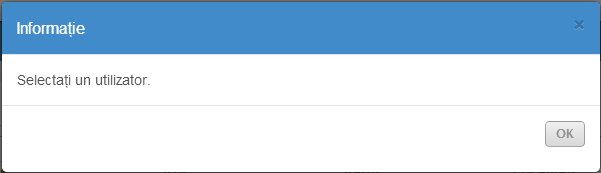 Informație
×
Selectați un utilizator.
OK